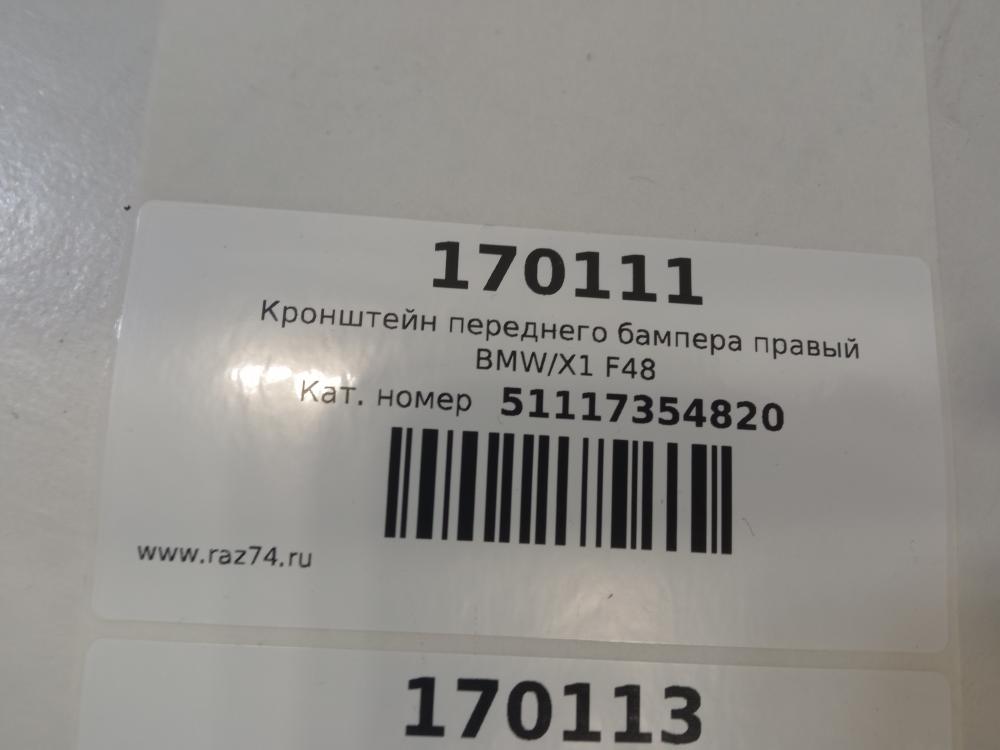 170111
Кронштейн переднего бампера правый
BMW/X1 F48
Кат. номер 51117354820
www.raz74.ru
170113